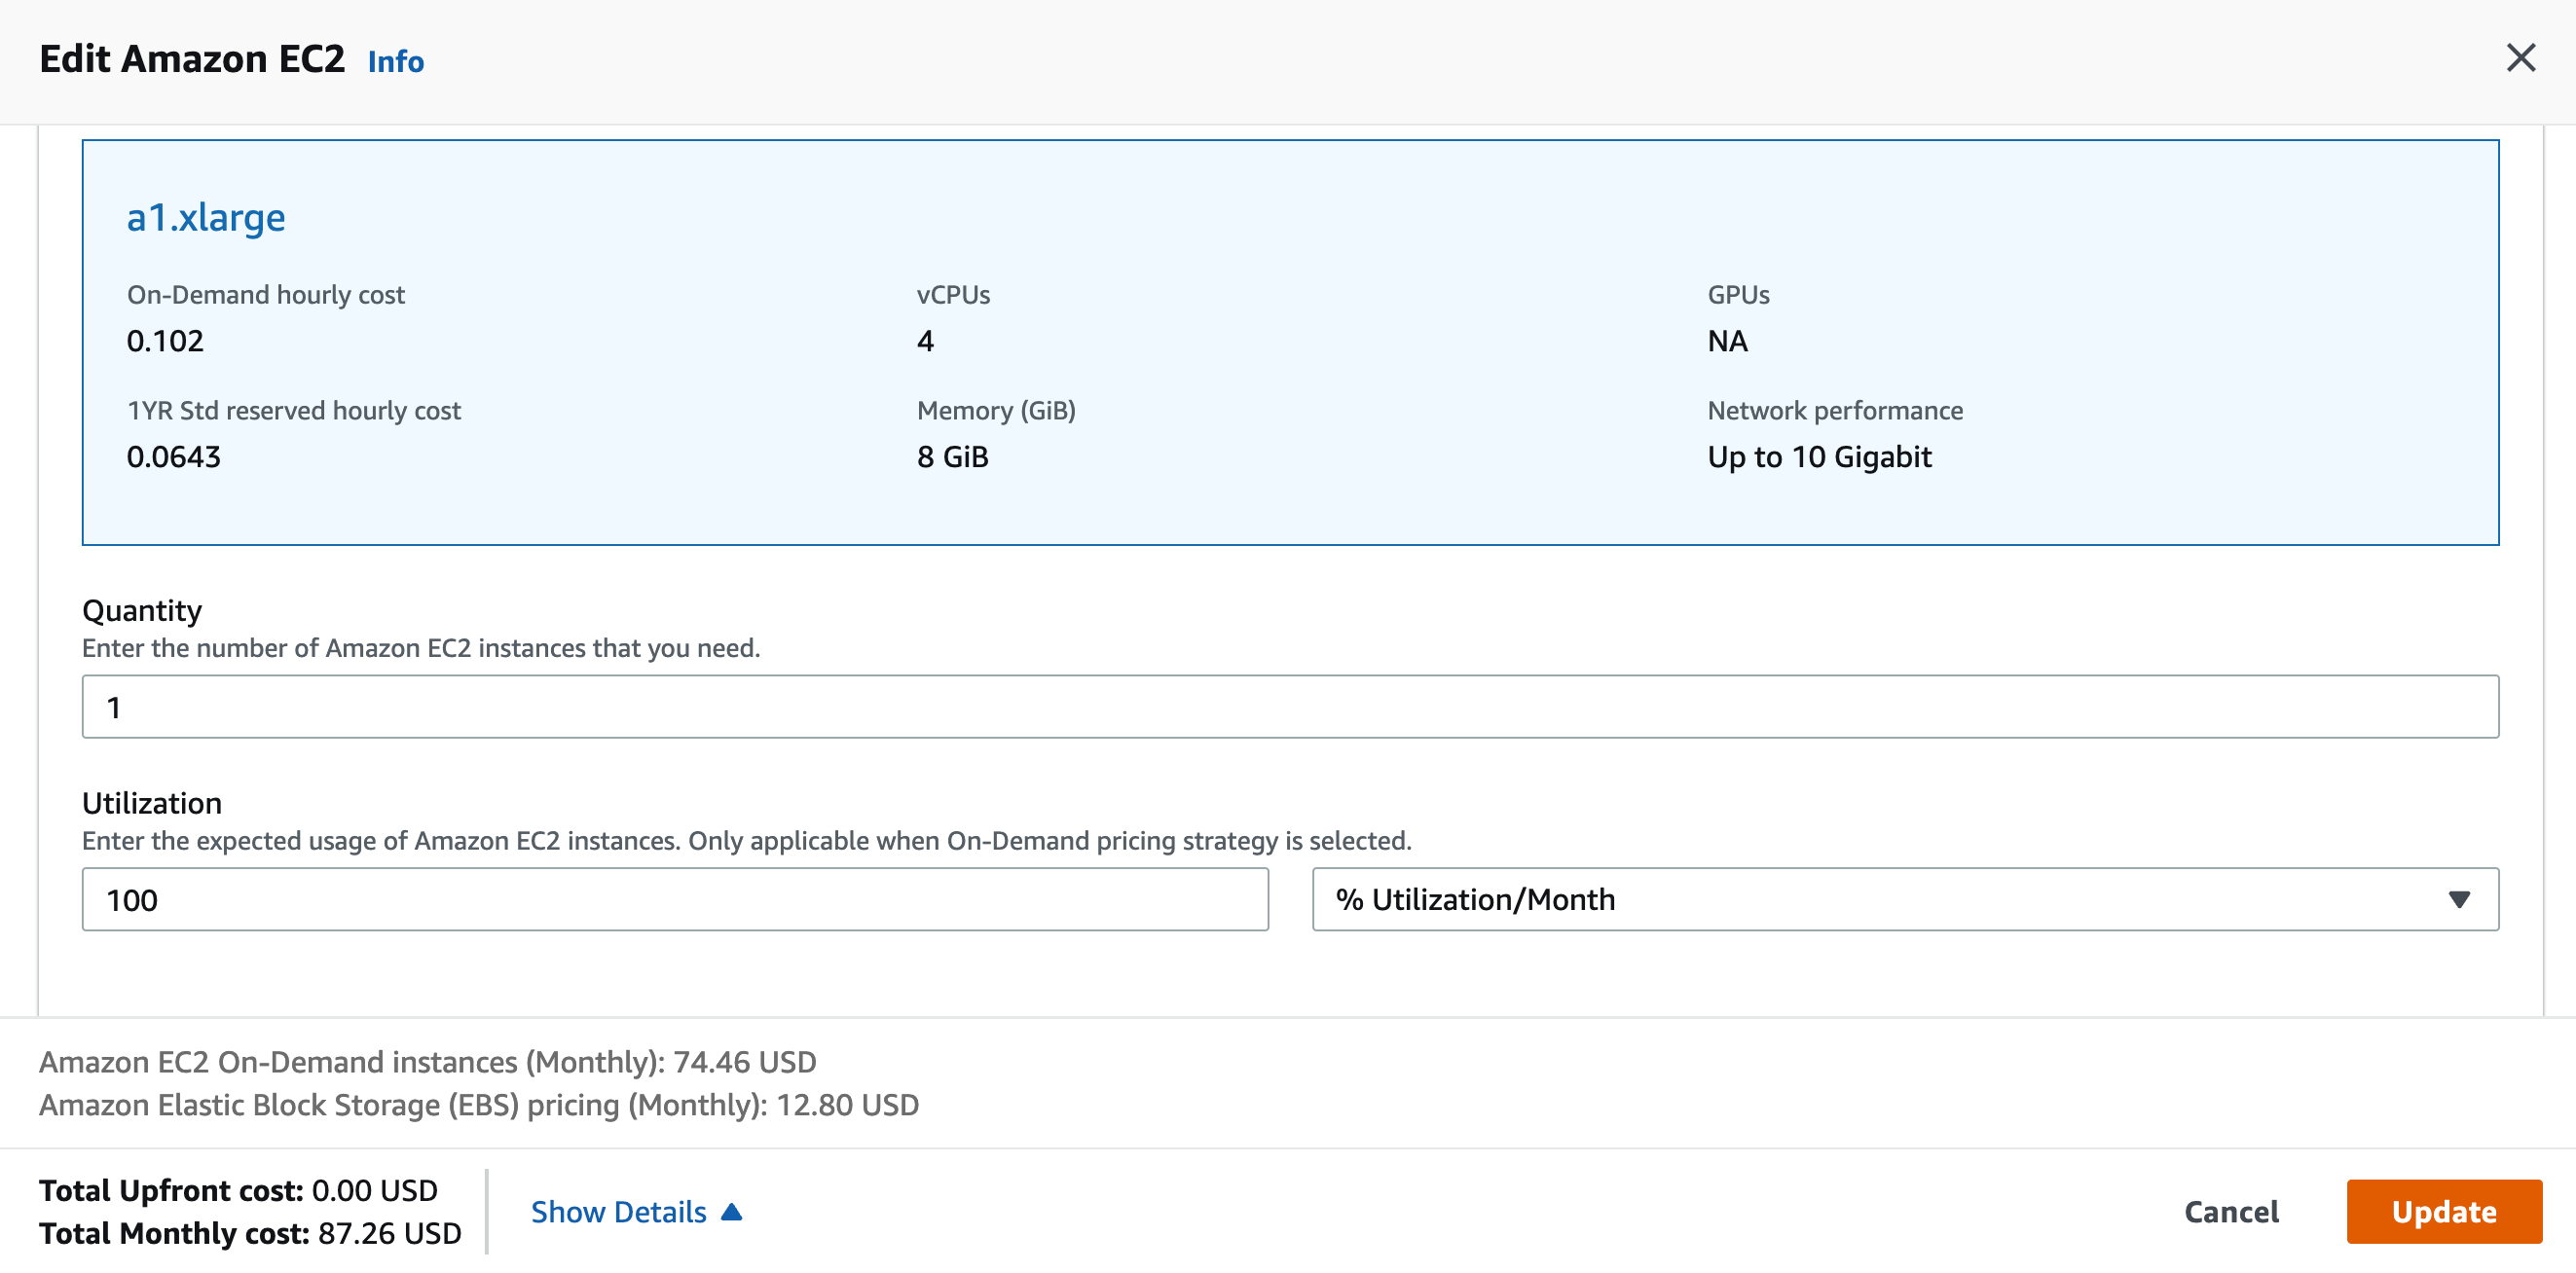 Edit Amazon EC2 Info
a1.xlarge
On-Demand hourly cost
0.102
vCPUs
4
GPUs
NA
1YR Std reserved hourly cost
0.0643
Memory (GiB)
8 GiB
Network performance
Up to 10 Gigabit
Quantity
Enter the number of Amazon EC2 instances that you need.
1
Utilization
Enter the expected usage of Amazon EC2 instances. Only applicable when On-Demand pricing strategy is selected.
100
% Utilization/Month
Amazon EC2 On-Demand instances (Monthly): 74.46 USD
Amazon Elastic Block Storage (EBS) pricing (Monthly): 12.80 USD
Total Upfront cost: 0.00 USD
Total Monthly cost: 87.26 USD
Show Details
Cancel
Update